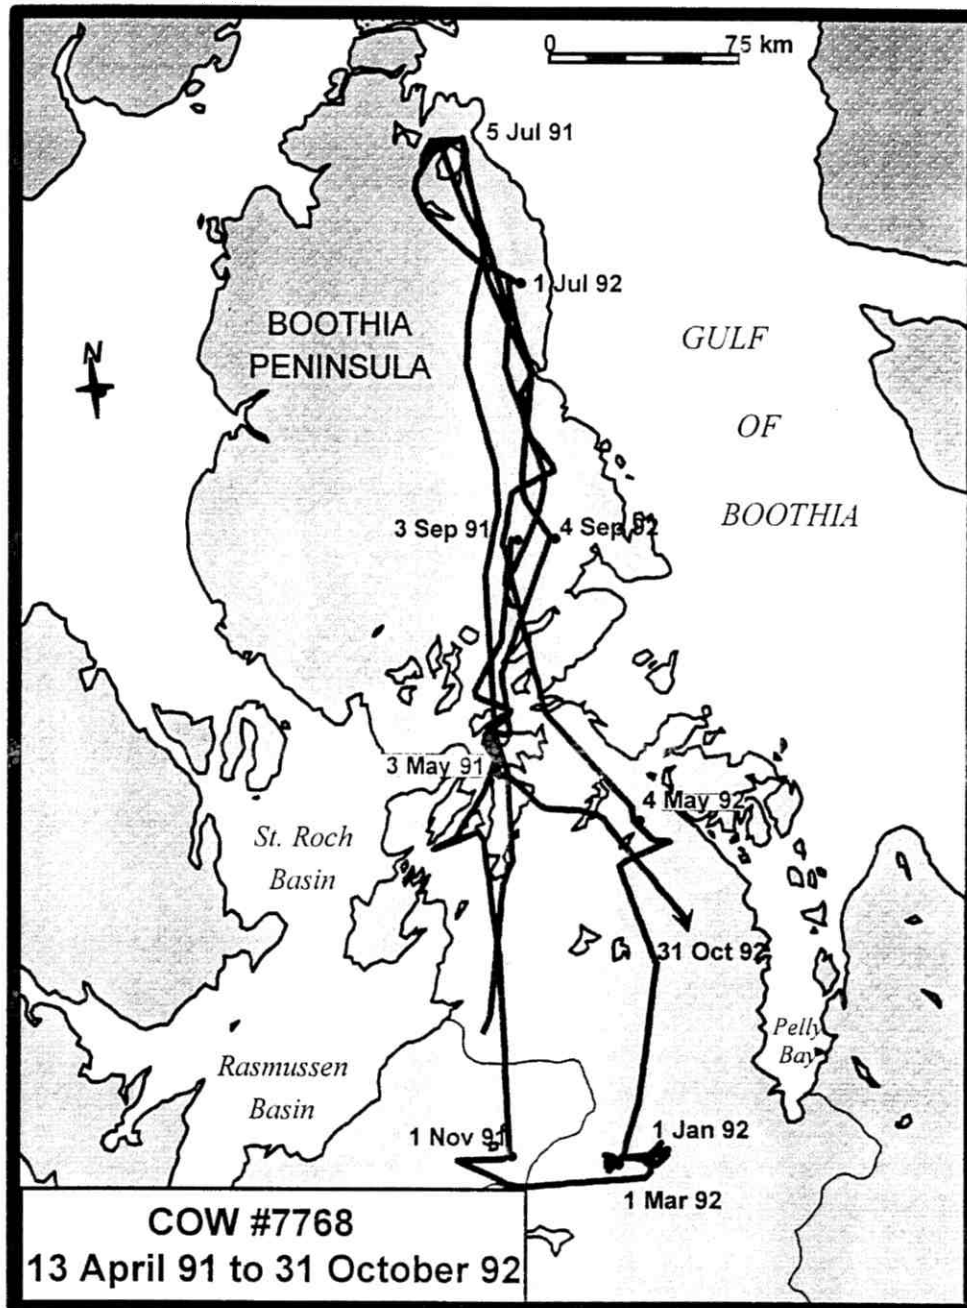 0 75 km
5 Jul 91
1 Jul 92
BOOTHIA
PENINSULA
GULF
OF
BOOTHIA
N
3 Sep 91
4 Sep 92
3 May 91
4 May 92
St. Roch
Basin
31 Oct 92
Pelly
Bay
Rasmussen
Basin
1 Nov 91
1 Jan 92
1 Mar 92
COW #7768
13 April 91 to 31 October 92